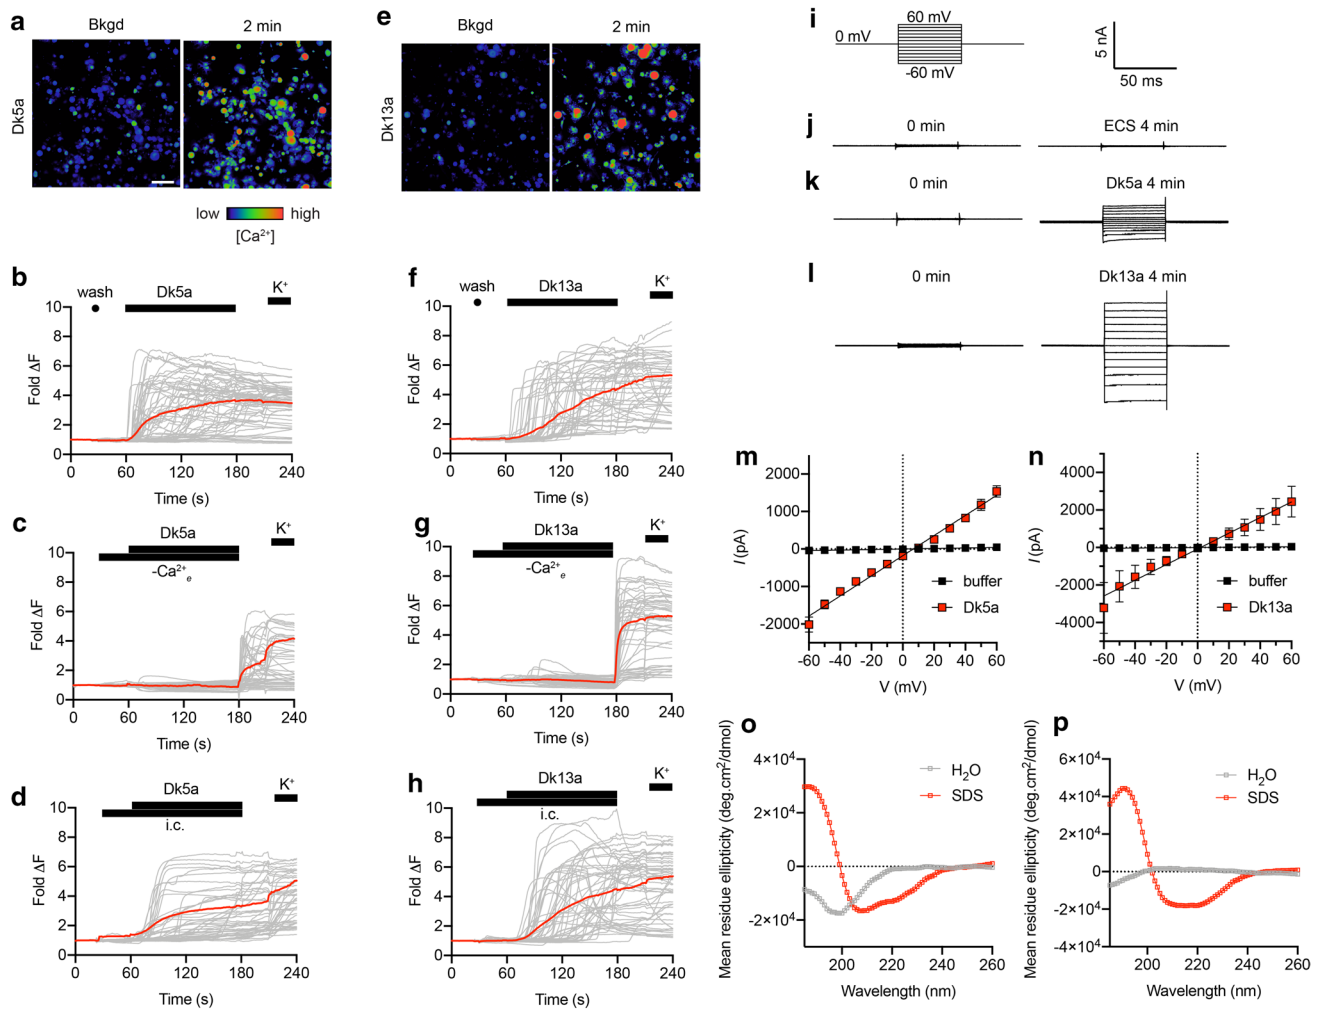 a
Bkgd
2 min
Dk5a
low
high
[Ca²⁺]
e
Bkgd
2 min
Dk13a
b
wash
Dk5a
K⁺
10
8
6
4
2
0
Fold ΔF
0 60 120 180 240
Time (s)
c
Dk5a
-Ca²⁺ₑ
K⁺
10
8
6
4
2
0
Fold ΔF
0 60 120 180 240
Time (s)
d
Dk5a
i.c.
K⁺
10
8
6
4
2
0
Fold ΔF
0 60 120 180 240
Time (s)
f
wash
Dk13a
K⁺
10
8
6
4
2
0
Fold ΔF
0 60 120 180 240
Time (s)
g
Dk13a
-Ca²⁺ₑ
K⁺
10
8
6
4
2
0
Fold ΔF
0 60 120 180 240
Time (s)
h
Dk13a
i.c.
K⁺
10
8
6
4
2
0
Fold ΔF
0 60 120 180 240
Time (s)
i
60 mV
0 mV
-60 mV
5 nA
50 ms
j
0 min
ECS 4 min
k
0 min
Dk5a 4 min
l
0 min
Dk13a 4 min
m
2000
1000
0
-1000
-2000
I (pA)
buffer
Dk5a
-60 -40 -20 0 20 40 60
V (mV)
n
4000
2000
0
-2000
-4000
I (pA)
buffer
Dk13a
-60 -40 -20 0 20 40 60
V (mV)
o
Mean residue ellipticity (deg.cm²/dmol)
4×10⁴
2×10⁴
0
-2×10⁴
H₂O
SDS
200 220 240 260
Wavelength (nm)
p
Mean residue ellipticity (deg.cm²/dmol)
6×10⁴
4×10⁴
2×10⁴
0
-2×10⁴
-4×10⁴
H₂O
SDS
200 220 240 260
Wavelength (nm)